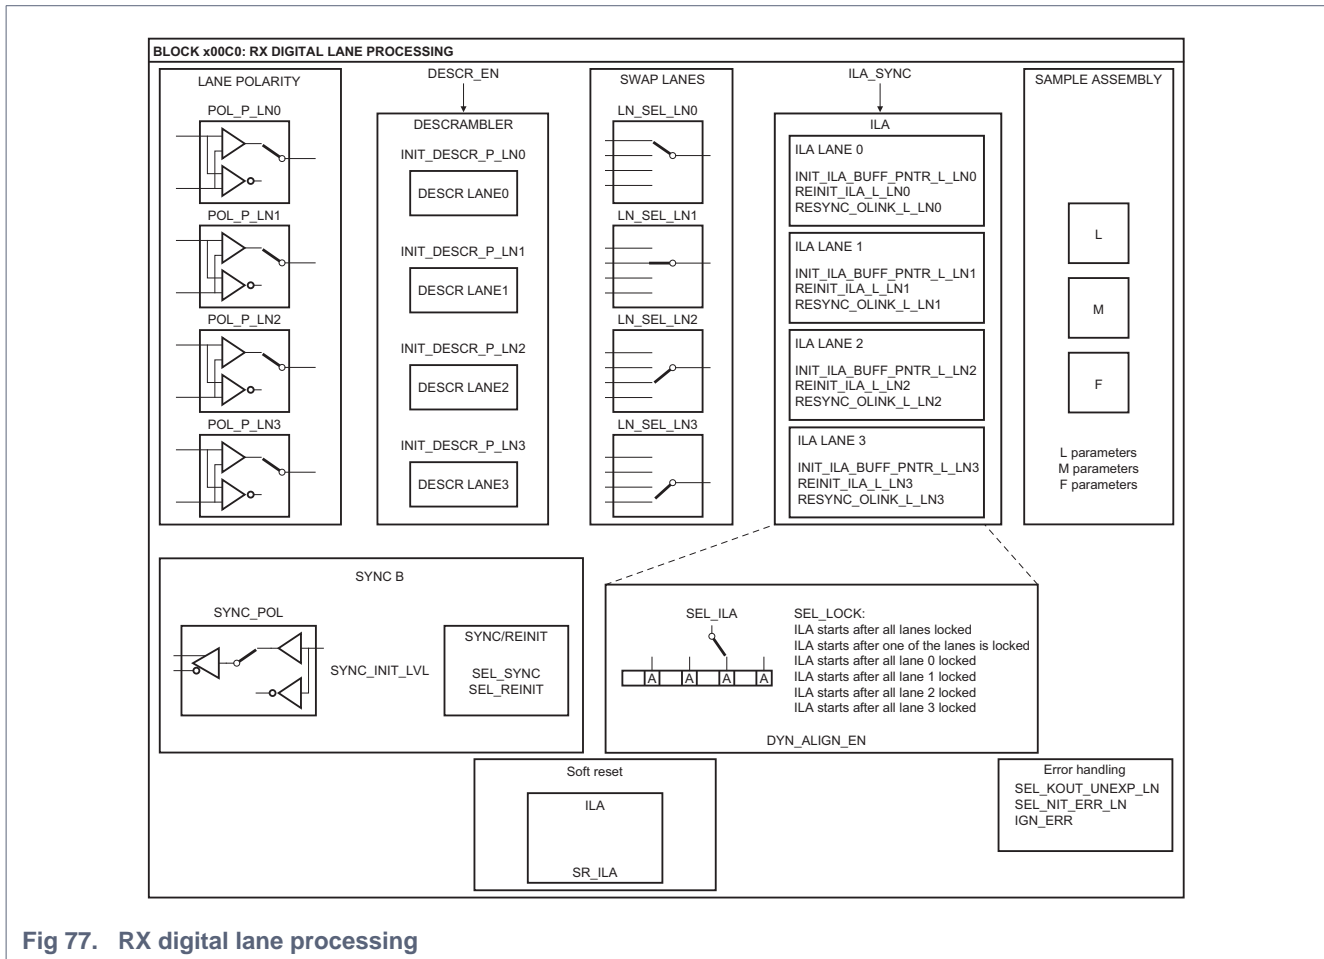 BLOCK x00C0: RX DIGITAL LANE PROCESSING
LANE POLARITY
POL_P_LN0
POL_P_LN1
POL_P_LN2
POL_P_LN3
DESCR_EN
DESCRAMBLER
INIT_DESCR_P_LN0
DESCR LANE0
INIT_DESCR_P_LN1
DESCR LANE1
INIT_DESCR_P_LN2
DESCR LANE2
INIT_DESCR_P_LN3
DESCR LANE3
SWAP LANES
LN_SEL_LN0
LN_SEL_LN1
LN_SEL_LN2
LN_SEL_LN3
ILA_SYNC
ILA
ILA LANE 0
INIT_ILA_BUFF_PNTR_L_LN0
REINIT_ILA_L_LN0
RESYNC_OLINK_L_LN0
ILA LANE 1
INIT_ILA_BUFF_PNTR_L_LN1
REINIT_ILA_L_LN1
RESYNC_OLINK_L_LN1
ILA LANE 2
INIT_ILA_BUFF_PNTR_L_LN2
REINIT_ILA_L_LN2
RESYNC_OLINK_L_LN2
ILA LANE 3
INIT_ILA_BUFF_PNTR_L_LN3
REINIT_ILA_L_LN3
RESYNC_OLINK_L_LN3
SAMPLE ASSEMBLY
L
M
F
L parameters
M parameters
F parameters
SYNC B
SYNC_POL
SYNC_INIT_LVL
SYNC/REINIT
SEL_SYNC
SEL_REINIT
SEL_ILA
A A A A
SEL_LOCK:
ILA starts after all lanes locked
ILA starts after one of the lanes is locked
ILA starts after all lane 0 locked
ILA starts after all lane 1 locked
ILA starts after all lane 2 locked
ILA starts after all lane 3 locked
DYN_ALIGN_EN
Soft reset
ILA
SR_ILA
Error handling
SEL_KOUT_UNEXP_LN
SEL_NIT_ERR_LN
IGN_ERR
Fig 77. RX digital lane processing